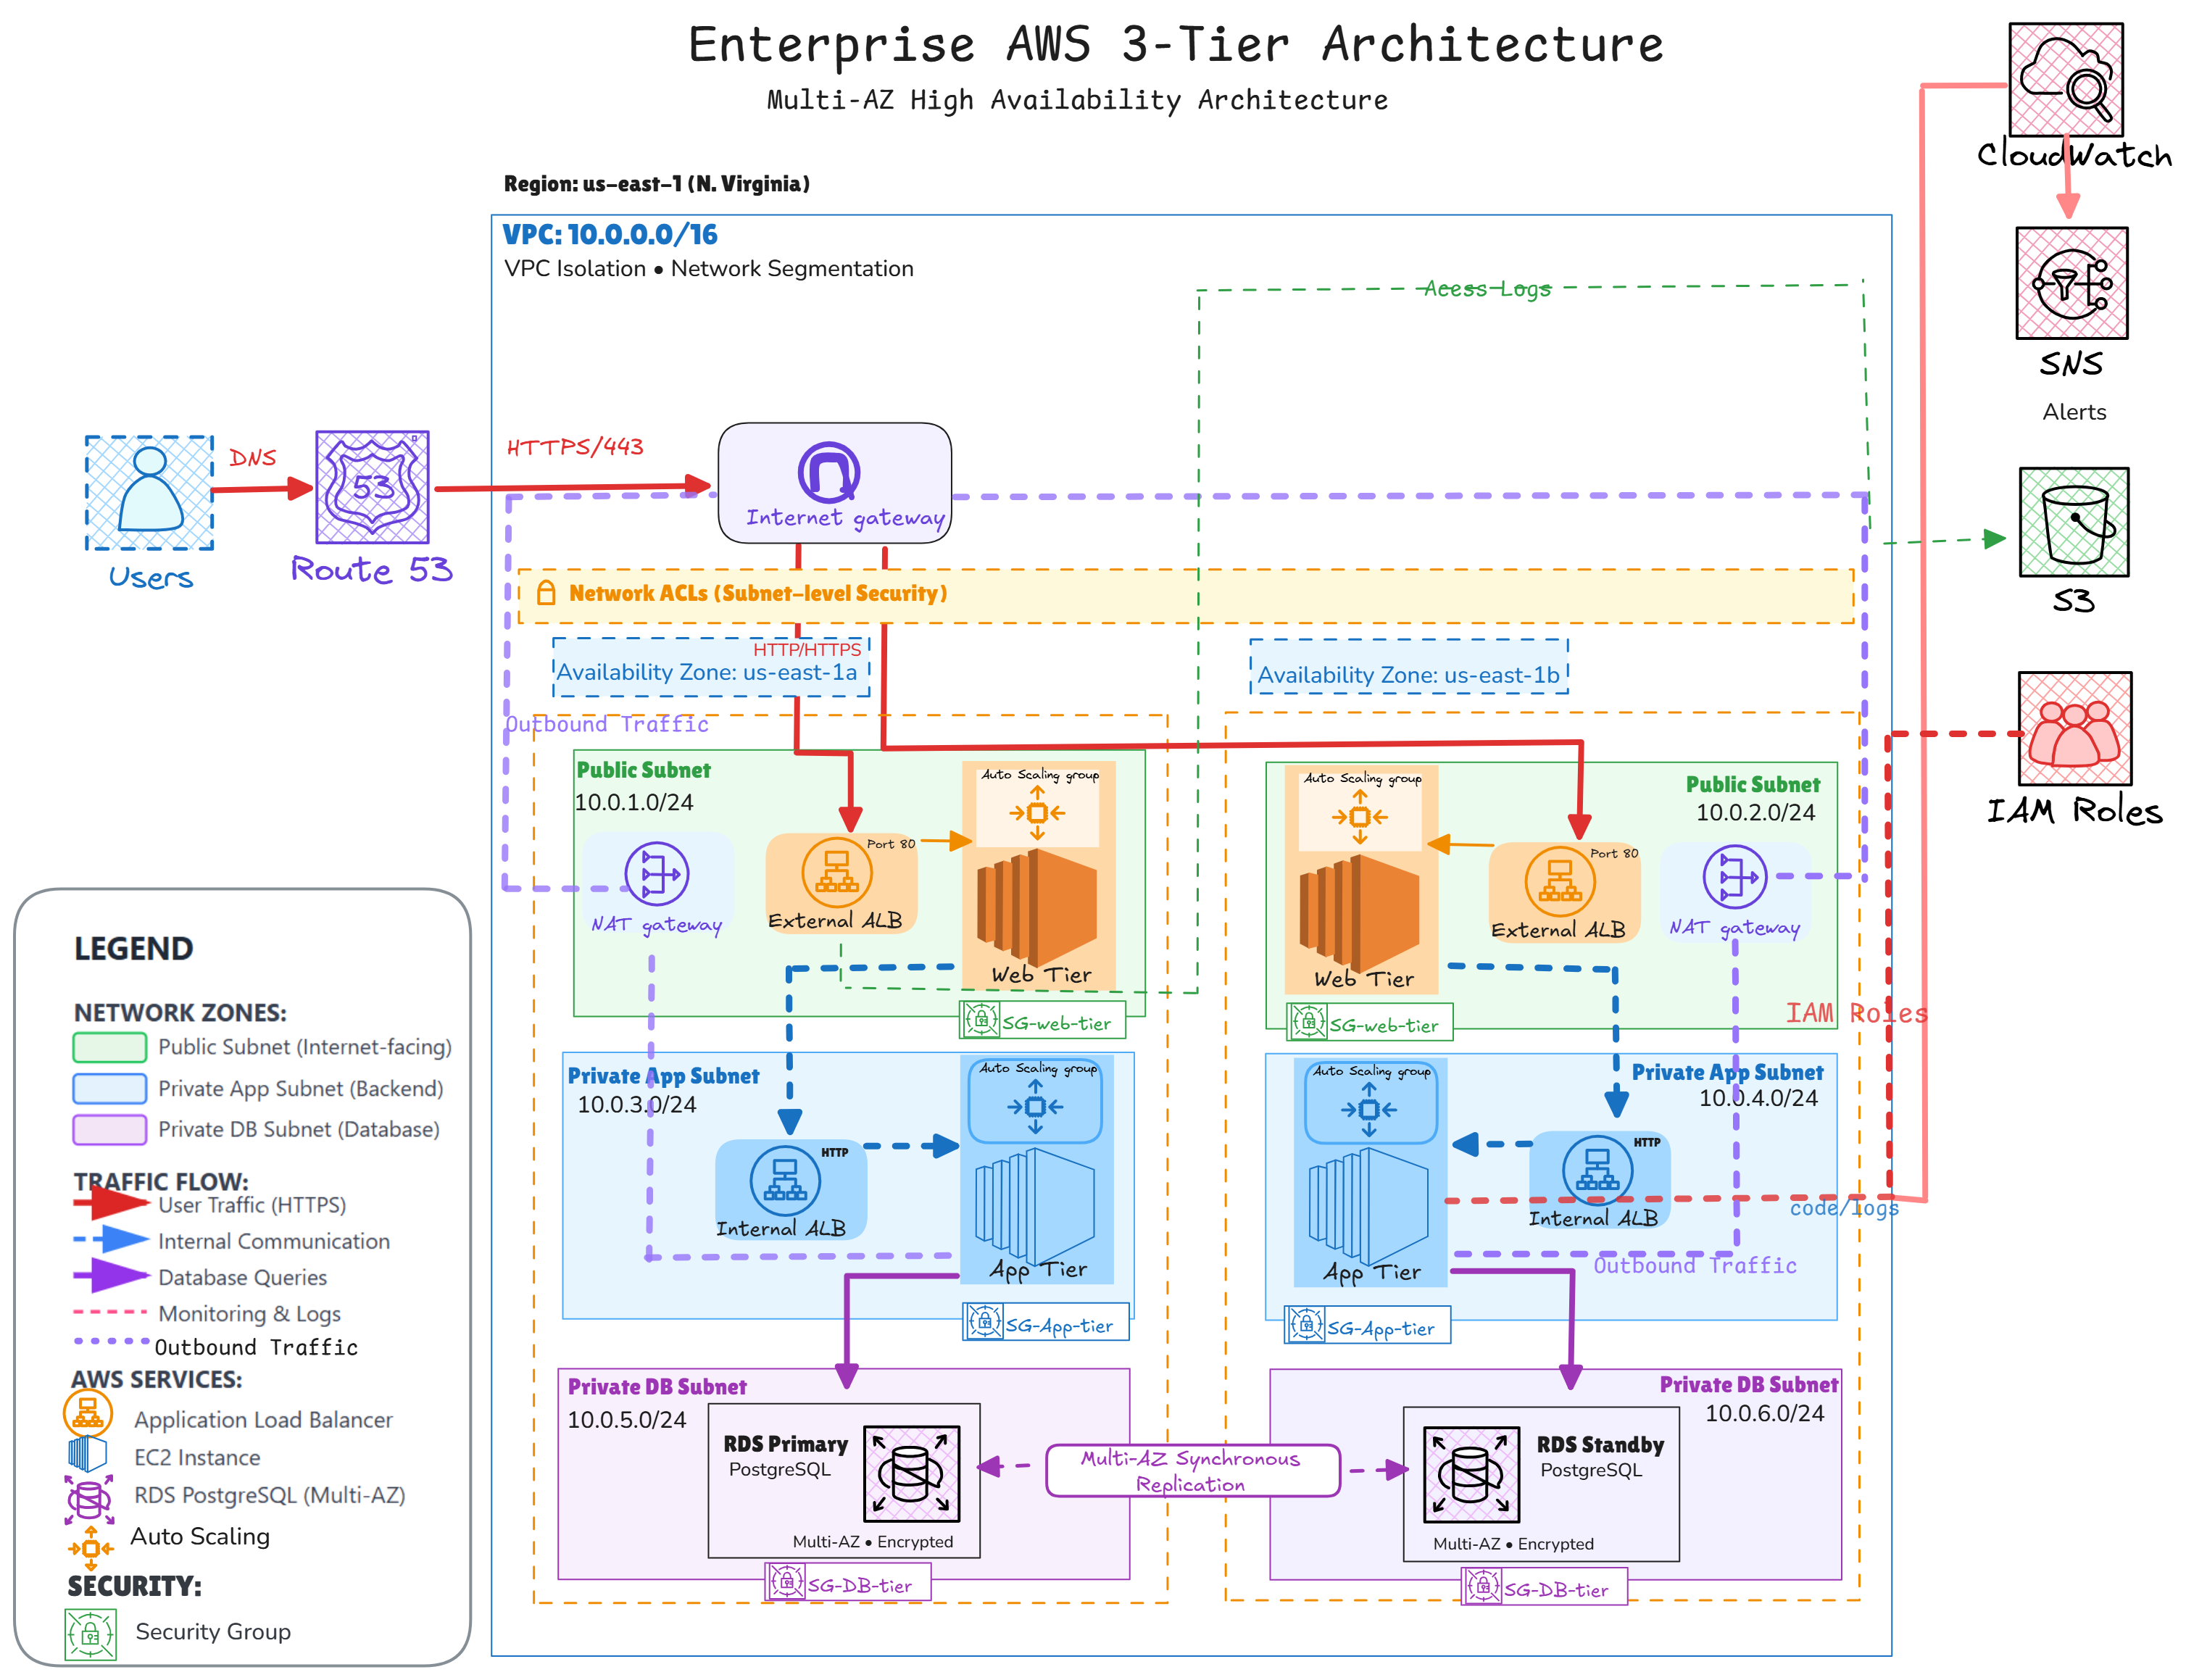 Enterprise AWS 3-Tier Architecture
Multi-AZ High Availability Architecture
CloudWatch
Region: us-east-1 (N. Virginia)
VPC: 10.0.0.0/16
VPC Isolation • Network Segmentation
Acess Logs
SNS
Alerts
DNS
HTTPS/443
53
Internet gateway
Users
Route 53
S3
Network ACLs (Subnet-level Security)
HTTP/HTTPS
Availability Zone: us-east-1a
Availability Zone: us-east-1b
Outbound Traffic
IAM Roles
Public Subnet
10.0.1.0/24
Auto Scaling group
Port 80
NAT gateway
External ALB
Web Tier
SG-web-tier
Auto Scaling group
Public Subnet
10.0.2.0/24
Port 80
External ALB
NAT gateway
Web Tier
SG-web-tier
IAM Roles
Private App Subnet
10.0.3.0/24
Auto Scaling group
HTTP
Internal ALB
App Tier
SG-App-tier
Auto Scaling group
Private App Subnet
10.0.4.0/24
HTTP
Internal ALB
code/logs
App Tier
Outbound Traffic
SG-App-tier
Private DB Subnet
10.0.5.0/24
RDS Primary
PostgreSQL
Multi-AZ • Encrypted
SG-DB-tier
Multi-AZ Synchronous
Replication
Private DB Subnet
10.0.6.0/24
RDS Standby
PostgreSQL
Multi-AZ • Encrypted
SG-DB-tier
LEGEND
NETWORK ZONES:
Public Subnet (Internet-facing)
Private App Subnet (Backend)
Private DB Subnet (Database)
TRAFFIC FLOW:
User Traffic (HTTPS)
Internal Communication
Database Queries
Monitoring & Logs
Outbound Traffic
AWS SERVICES:
Application Load Balancer
EC2 Instance
RDS PostgreSQL (Multi-AZ)
Auto Scaling
SECURITY:
Security Group